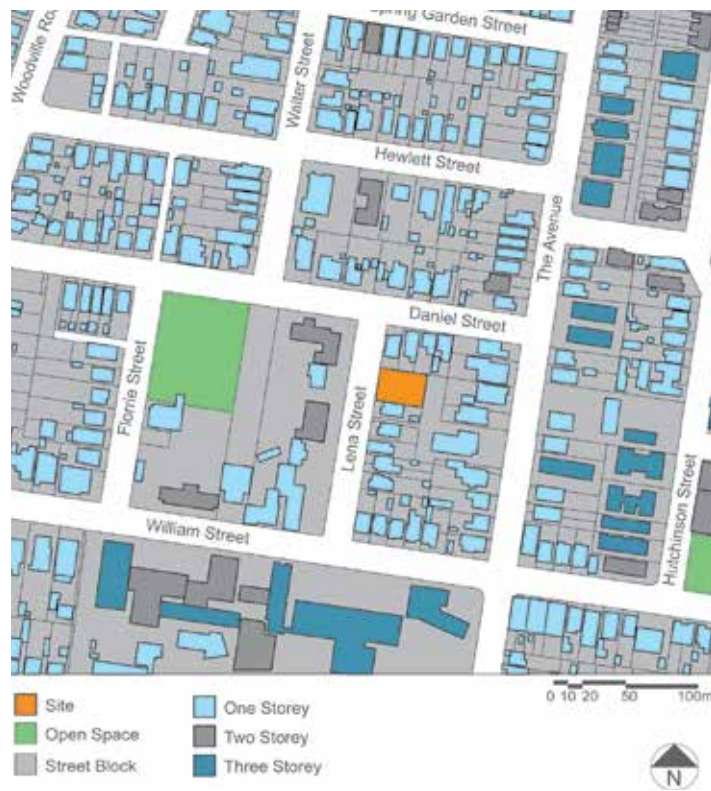 Spring Garden Street
Woodville Roa
Walter Street
Hewlett Street
The Avenue
Daniel Street
Florrie Street
Lena Street
William Street
Hutchinson Street
0 10 20 50 100m
Site
Open Space
Street Block
One Storey
Two Storey
Three Storey
N